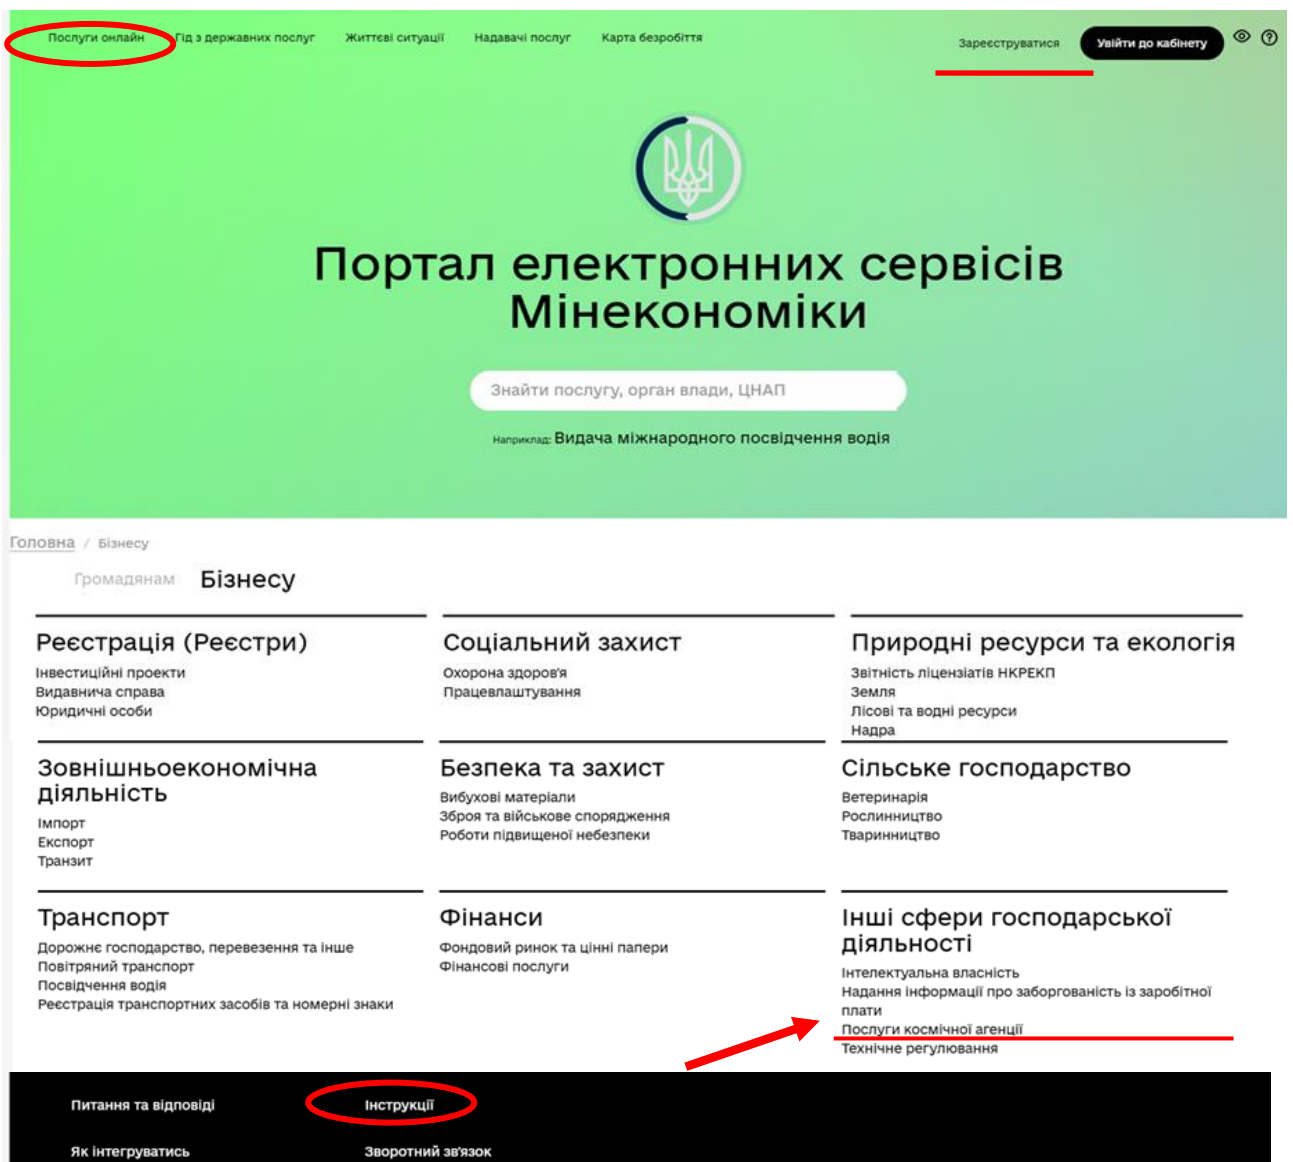 Послуги онлайн Гід з державних послуг Життєві ситуації Надавачі послуг Карта безробіття
Зареєструватися Увійти до кабінету
Портал електронних сервісів
Мінекономіки
Знайти послугу, орган влади, ЦНАП
Наприклад: Видача міжнародного посвідчення водія
Головна / Бізнесу
Громадянам Бізнесу
Реєстрація (Реєстри)
Інвестиційні проекти
Видавнича справа
Юридичні особи
Соціальний захист
Охорона здоров'я
Працевлаштування
Природні ресурси та екологія
Звітність ліцензіатів НКРЕКП
Земля
Лісові та водні ресурси
Надра
Зовнішньоекономічна
діяльність
Імпорт
Експорт
Транзит
Безпека та захист
Вибухові матеріали
Зброя та військове спорядження
Роботи підвищеної небезпеки
Сільське господарство
Ветеринарія
Рослинництво
Тваринництво
Транспорт
Дорожнє господарство, перевезення та інше
Повітряний транспорт
Посвідчення водія
Реєстрація транспортних засобів та номерні знаки
Фінанси
Фондовий ринок та цінні папери
Фінансові послуги
Інші сфери господарської
діяльності
Інтелектуальна власність
Надання інформації про заборгованість із заробітної
плати
Послуги космічної агенції
Технічне регулювання
Питання та відповіді Інструкції
Як інтегруватись Зворотний зв'язок